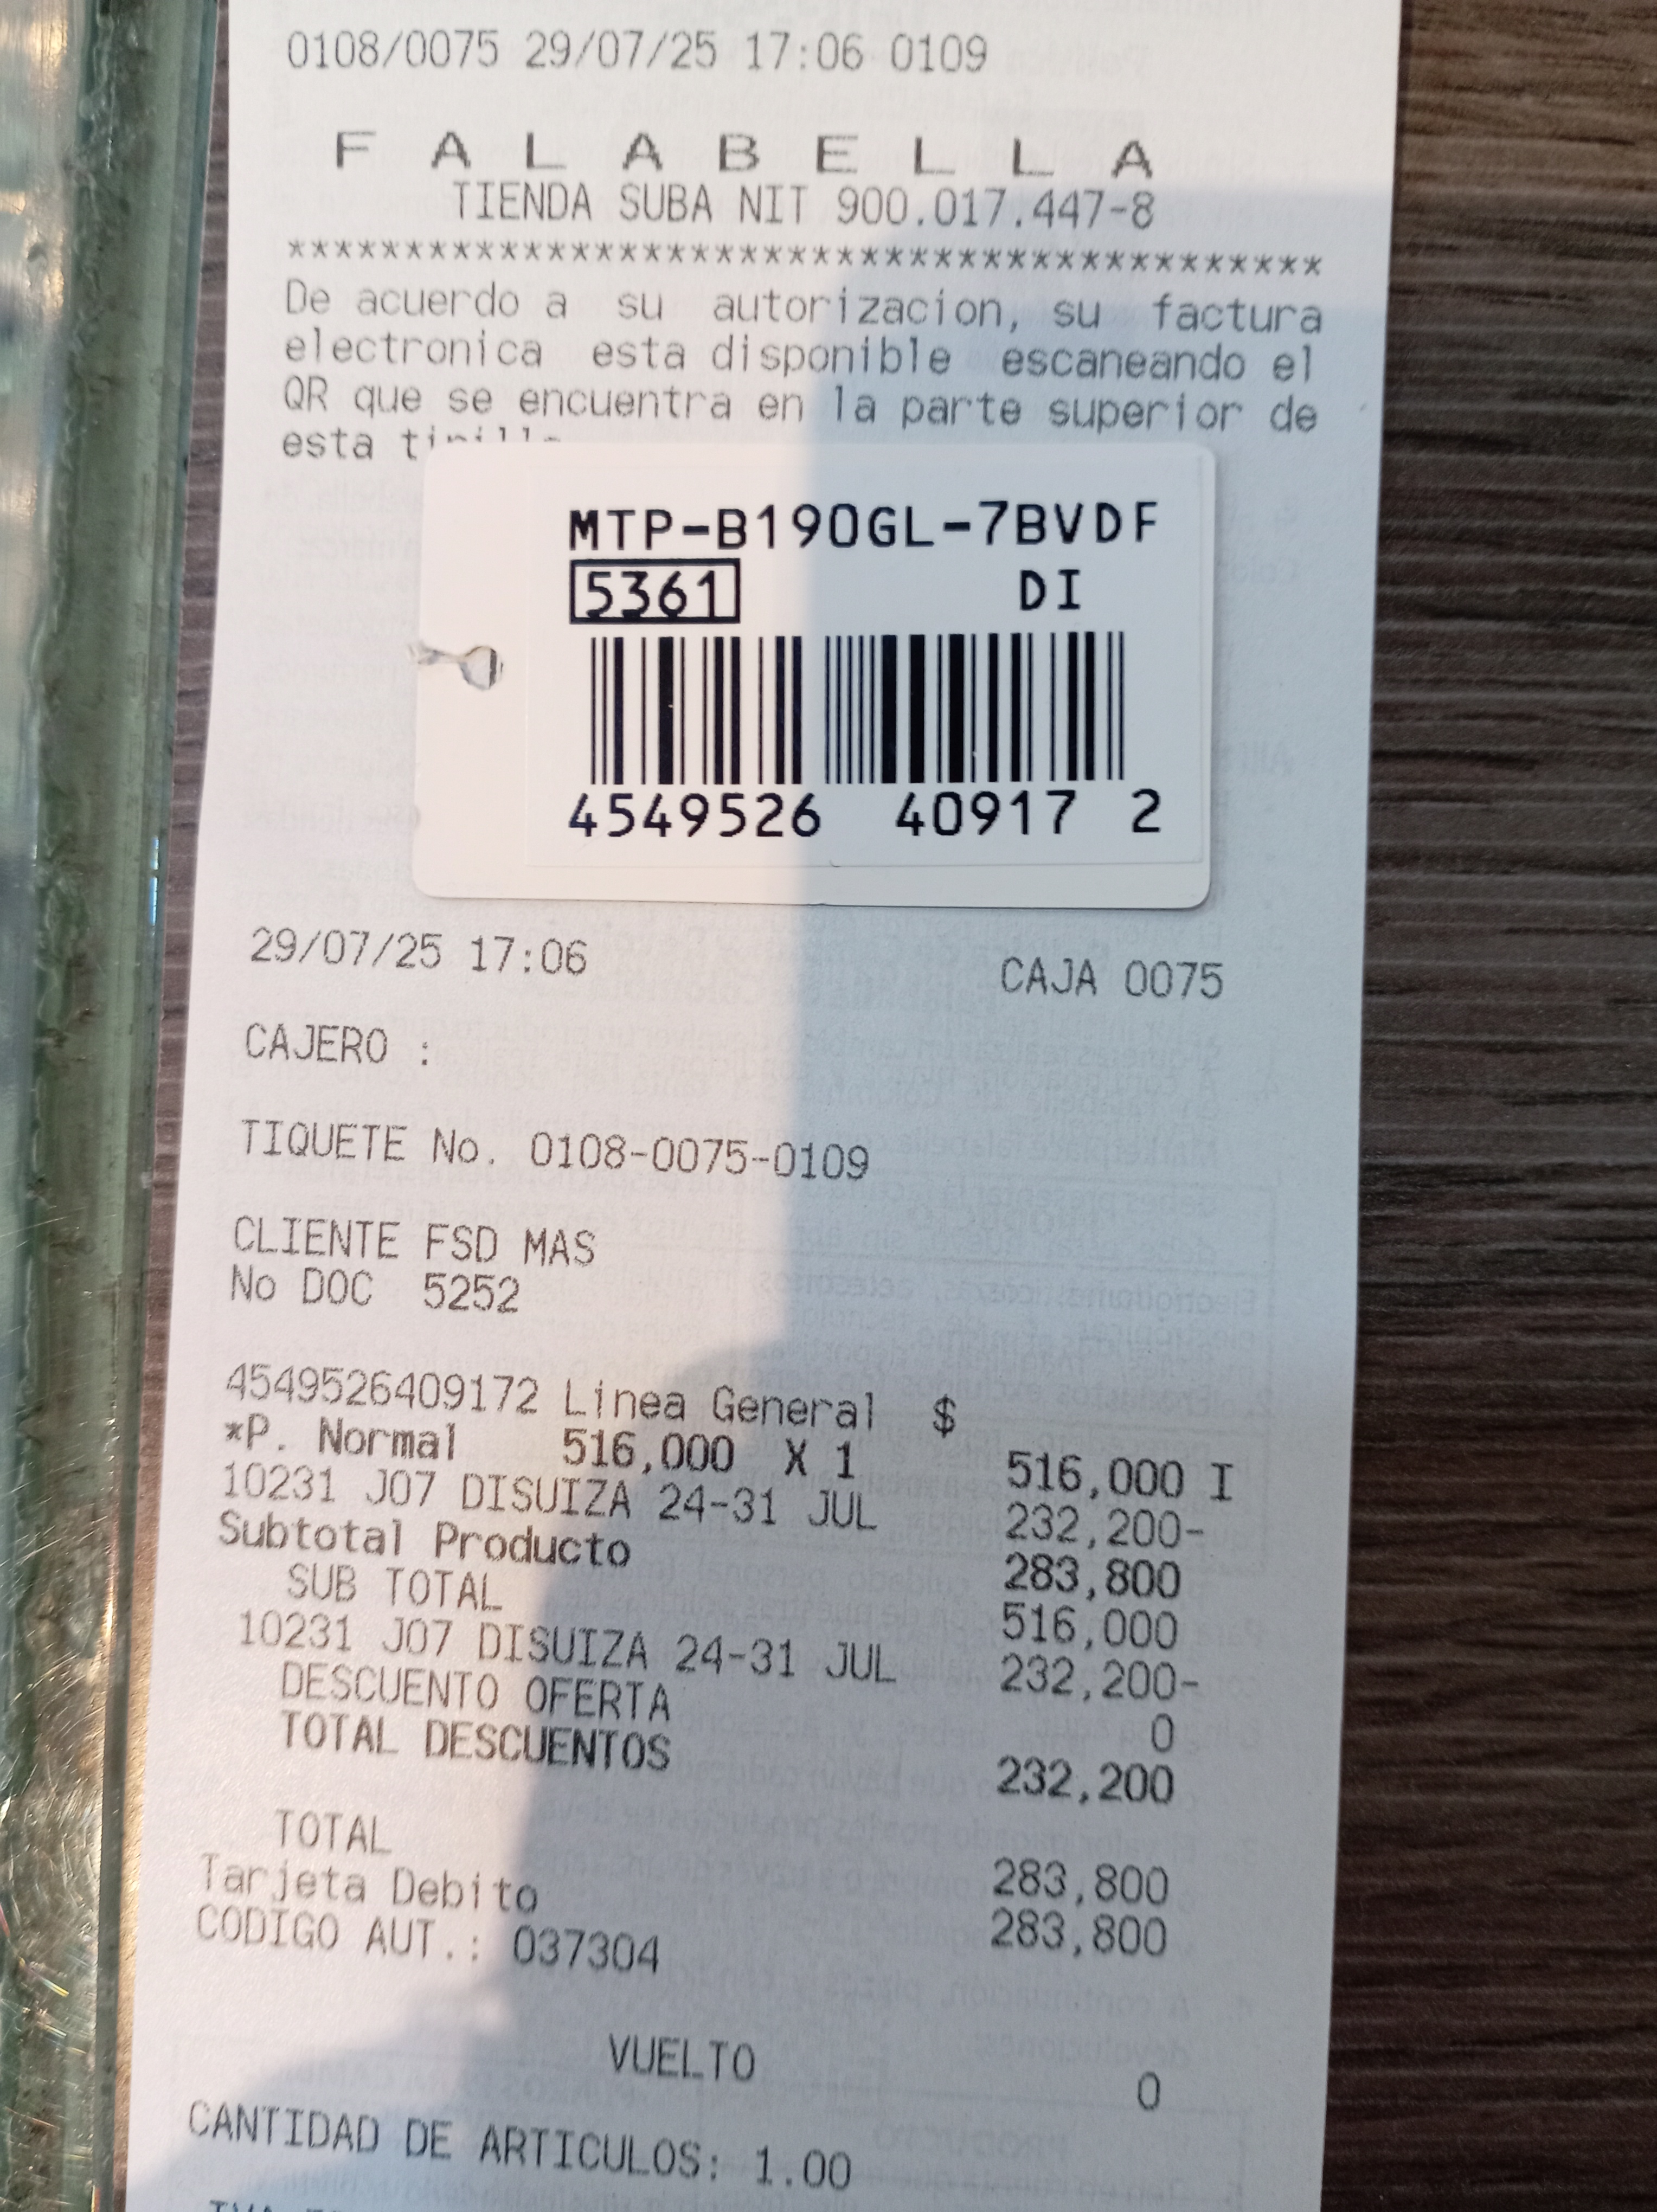 0108/0075 29/07/25 17:06 0109
F A L A B E L L A
TIENDA SUBA NIT 900.017.447-8
*******************************************
De acuerdo a su autorizacion, su factura
electronica esta disponible escaneando el
QR que se encuentra en la parte superior de
esta
MTP-B190GL-7BVDF
5361 DI
4549526 40917 2
29/07/25 17:06 CAJA 0075
CAJERO :
TIQUETE No. 0108-0075-0109
CLIENTE FSD MAS
No DOC 5252
4549526409172 Linea General $
*P. Normal 516,000 X 1 516,000 I
10231 J07 DISUIZA 24-31 JUL 232,200-
Subtotal Producto 283,800
SUB TOTAL 516,000
10231 J07 DISUIZA 24-31 JUL 232,200-
DESCUENTO OFERTA 0
TOTAL DESCUENTOS 232,200
TOTAL 283,800
Tarjeta Debito 283,800
CODIGO AUT.: 037304
VUELTO 0
CANTIDAD DE ARTICULOS: 1.00